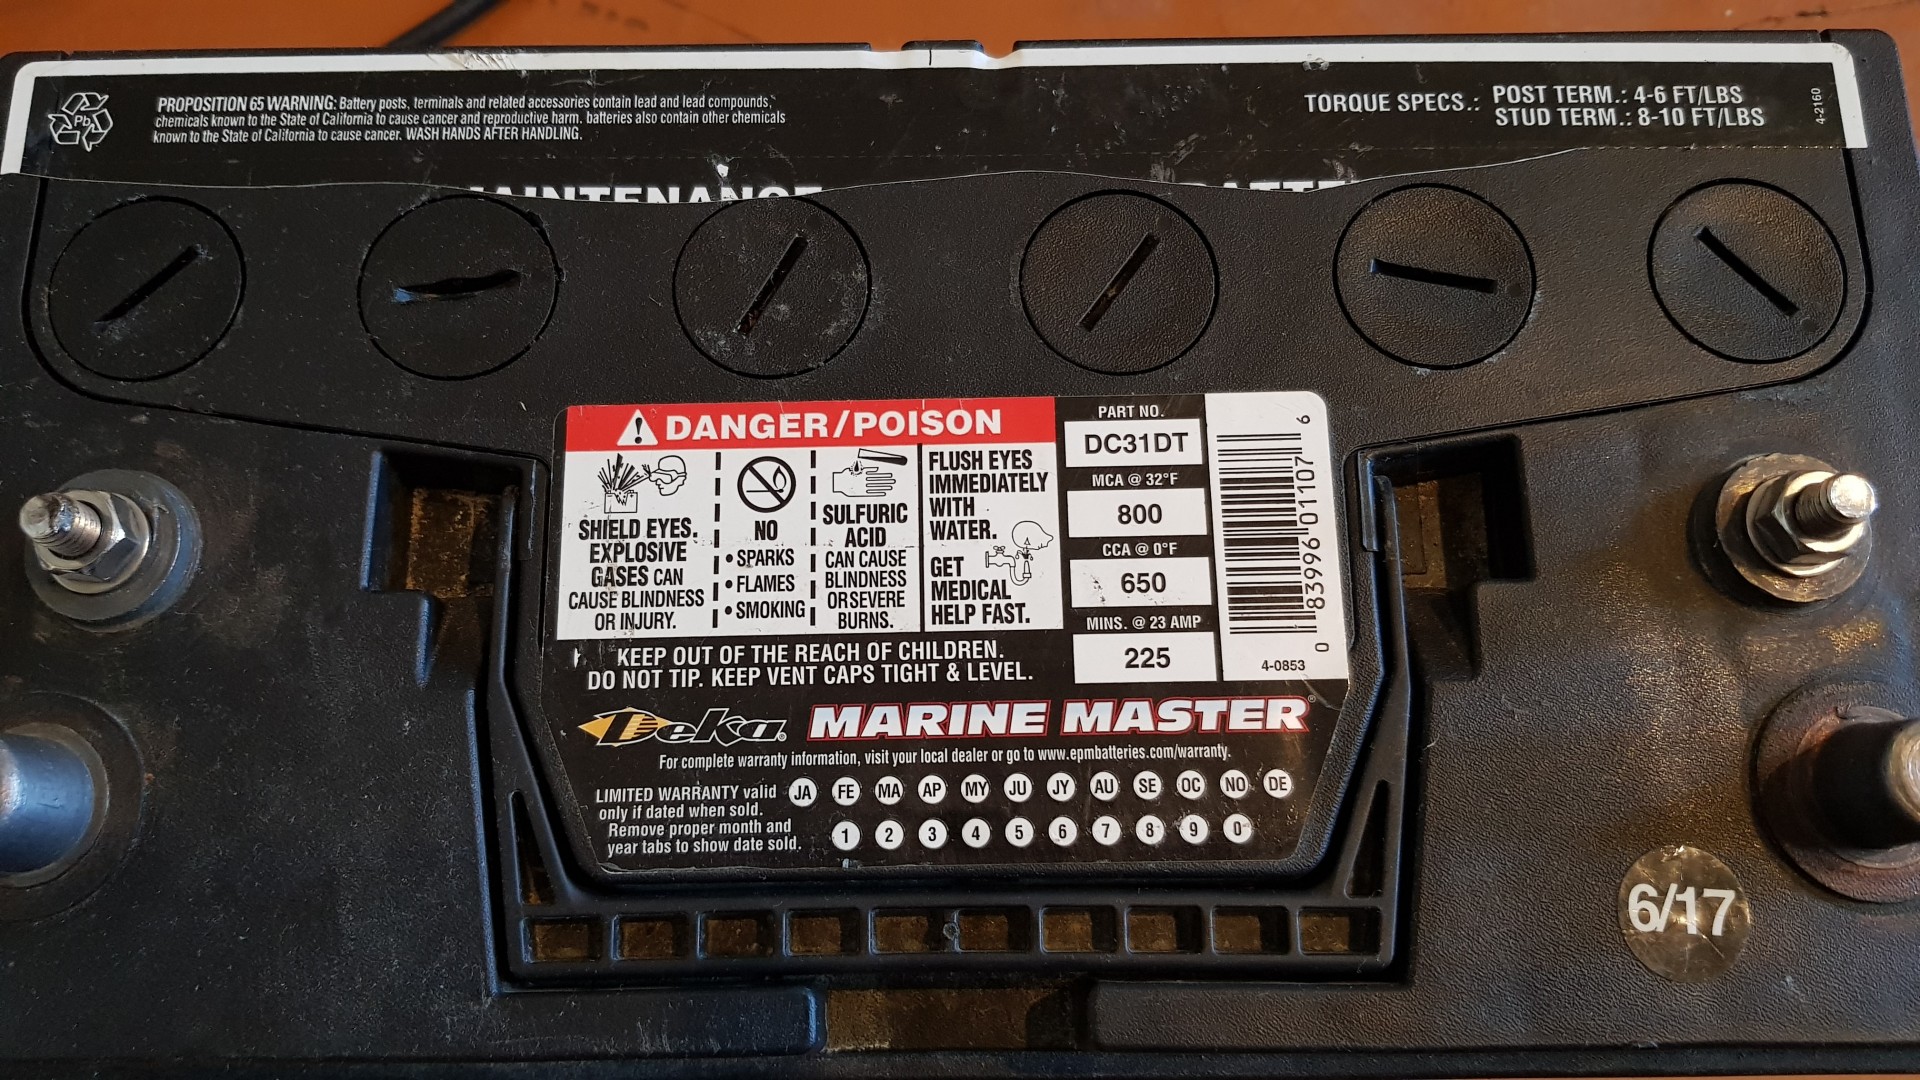 PROPOSITION 65 WARNING: Battery posts, terminals and related accessories contain lead and lead compounds,
chemicals known to the State of California to cause cancer and reproductive harm. batteries also contain other chemicals
known to the State of California to cause cancer. WASH HANDS AFTER HANDLING.
Pb
TORQUE SPECS.: POST TERM.: 4-6 FT/LBS
STUD TERM.: 8-10 FT/LBS
4-2160
DANGER/POISON
SHIELD EYES.
EXPLOSIVE
GASES CAN
CAUSE BLINDNESS
OR INJURY.
NO
• SPARKS
• FLAMES
• SMOKING
SULFURIC
ACID
CAN CAUSE
BLINDNESS
OR SEVERE
BURNS.
FLUSH EYES
IMMEDIATELY
WITH
WATER.
GET
MEDICAL
HELP FAST.
KEEP OUT OF THE REACH OF CHILDREN.
DO NOT TIP. KEEP VENT CAPS TIGHT & LEVEL.
PART NO.
DC31DT
MCA @ 32°F
800
CCA @ 0°F
650
MINS. @ 23 AMP
225
0 83996 01107 6
4-0853
Deka® MARINE MASTER®
For complete warranty information, visit your local dealer or go to www.epmbatteries.com/warranty.
LIMITED WARRANTY valid
only if dated when sold.
Remove proper month and
year tabs to show date sold.
JA FE MA AP MY JU JY AU SE OC NO DE
1 2 3 4 5 6 7 8 9 0
6/17